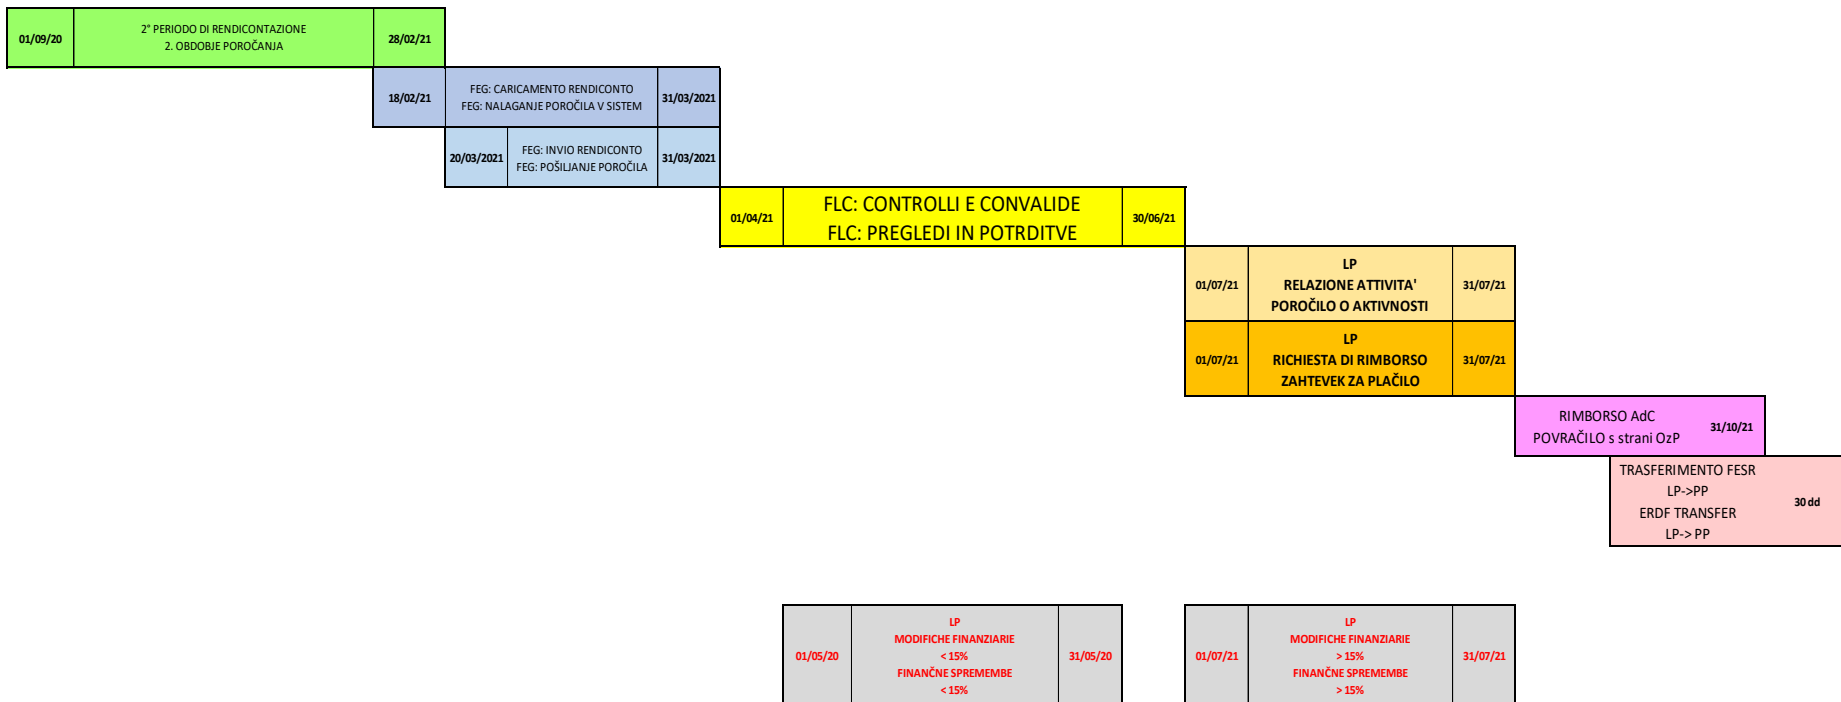 01/09/20
2° PERIODO DI RENDICONTAZIONE
2. OBDOBJE POROČANJA
28/02/21
18/02/21
FEG: CARICAMENTO RENDICONTO
FEG: NALAGANJE POROČILA V SISTEM
31/03/2021
20/03/2021
FEG: INVIO RENDICONTO
FEG: POŠILJANJE POROČILA
31/03/2021
01/04/21
FLC: CONTROLLI E CONVALIDE
FLC: PREGLEDI IN POTRDITVE
30/06/21
01/07/21
LP
RELAZIONE ATTIVITA'
POROČILO O AKTIVNOSTI
31/07/21
01/07/21
LP
RICHIESTA DI RIMBORSO
ZAHTEVEK ZA PLAČILO
31/07/21
RIMBORSO AdC
POVRAČILO s strani OzP
31/10/21
TRASFERIMENTO FESR
LP->PP
ERDF TRANSFER
LP-> PP
30 dd
01/05/20
LP
MODIFICHE FINANZIARIE
< 15%
FINANČNE SPREMEMBE
< 15%
31/05/20
01/07/21
LP
MODIFICHE FINANZIARIE
> 15%
FINANČNE SPREMEMBE
> 15%
31/07/21